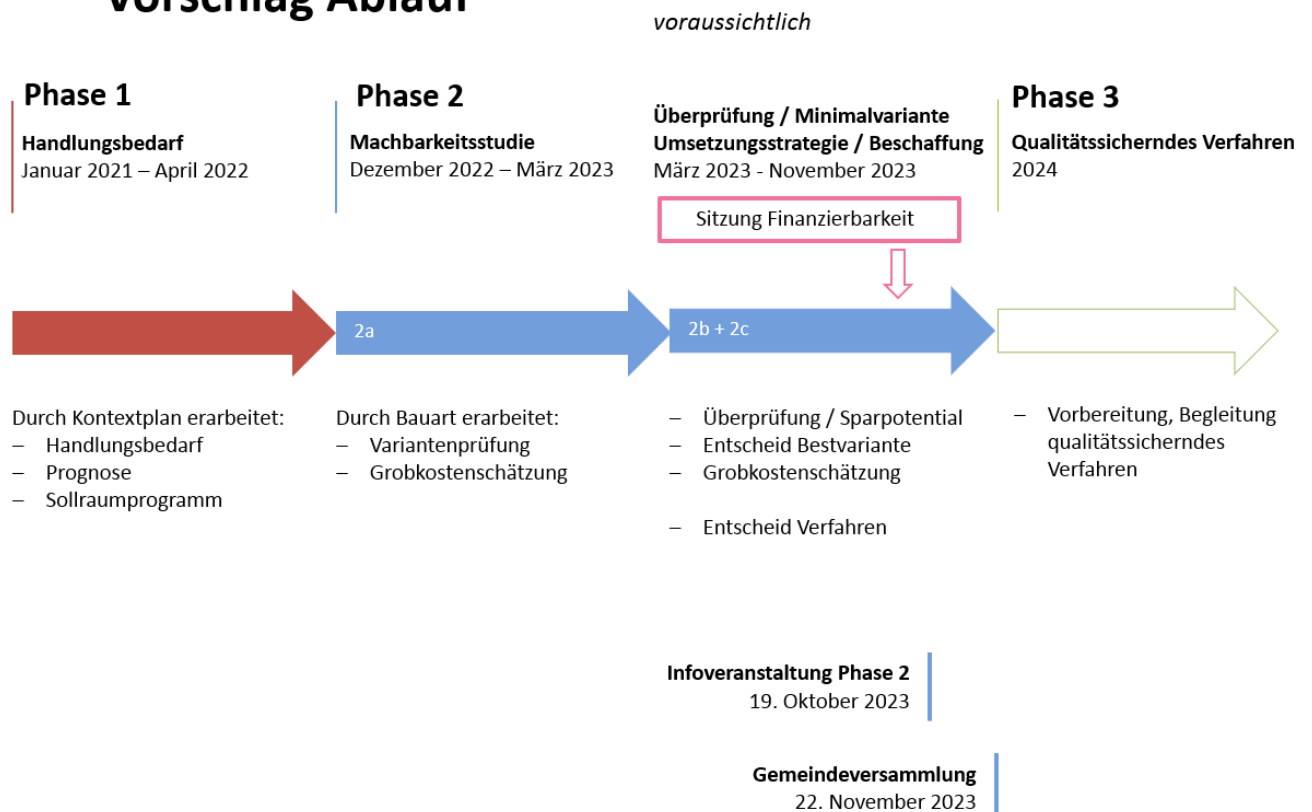 Vorschlag Ablauf
voraussichtlich
Phase 1
Handlungsbedarf
Januar 2021 – April 2022
Phase 2
Machbarkeitsstudie
Dezember 2022 – März 2023
Überprüfung / Minimalvariante
Umsetzungsstrategie / Beschaffung
März 2023 - November 2023
Sitzung Finanzierbarkeit
Phase 3
Qualitätssicherndes Verfahren
2024
2a
2b + 2c
Durch Kontextplan erarbeitet:
– Handlungsbedarf
– Prognose
– Sollraumprogramm
Durch Bauart erarbeitet:
– Variantenprüfung
– Grobkostenschätzung
– Überprüfung / Sparpotential
– Entscheid Bestvariante
– Grobkostenschätzung
– Entscheid Verfahren
– Vorbereitung, Begleitung
qualitätssicherndes
Verfahren
Infoveranstaltung Phase 2
19. Oktober 2023
Gemeindeversammlung
22. November 2023